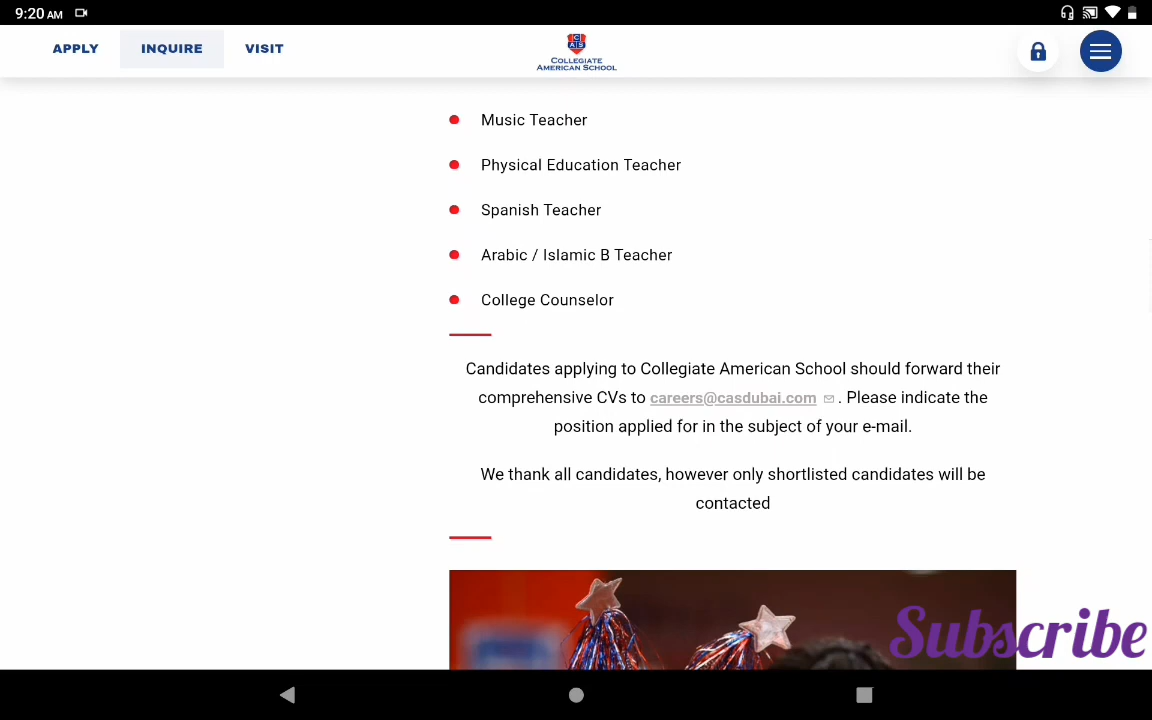 9:20 AM
APPLY
INQUIRE
VISIT
CAS
COLLEGIATE
AMERICAN SCHOOL
Music Teacher
Physical Education Teacher
Spanish Teacher
Arabic / Islamic B Teacher
College Counselor
Candidates applying to Collegiate American School should forward their
comprehensive CVs to careers@casdubai.com . Please indicate the
position applied for in the subject of your e-mail.
We thank all candidates, however only shortlisted candidates will be
contacted
Subscribe